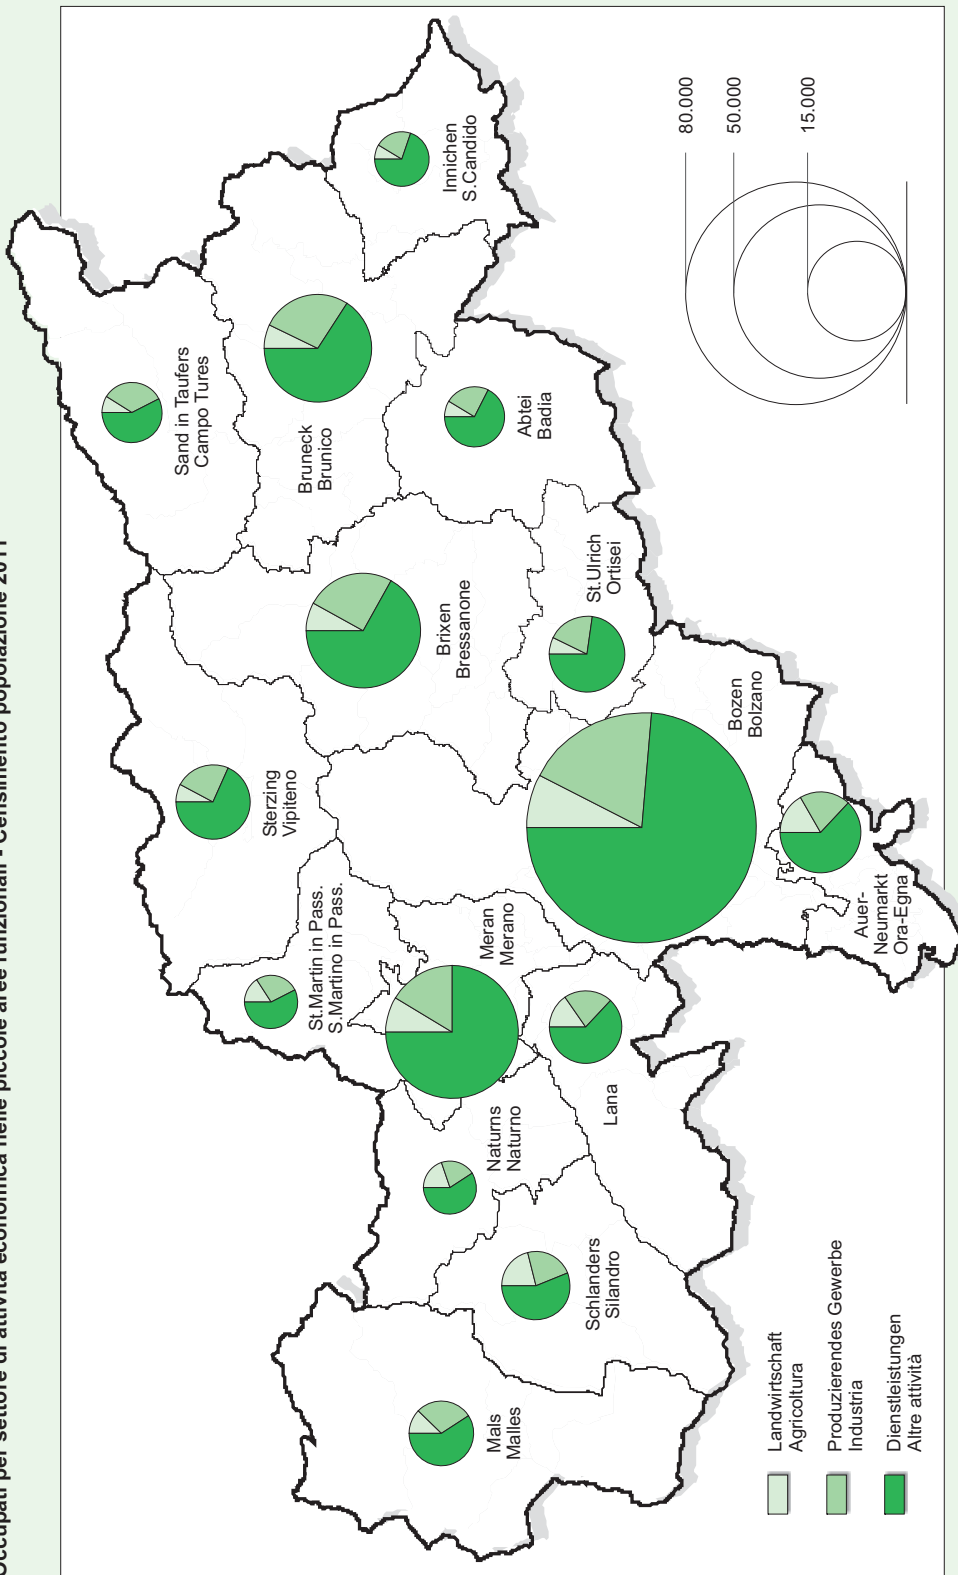 Occupati per settore di attività economica nelle piccole aree funzionali - Censimento popolazione 2011
Sand in Taufers
Campo Tures
Sterzing
Vipiteno
Bruneck
Brunico
St.Martin in Pass.
S.Martino in Pass.
Innichen
S.Candido
Brixen
Bressanone
Meran
Merano
Abtei
Badia
Mals
Malles
Naturns
Naturno
St.Ulrich
Ortisei
Schlanders
Silandro
Lana
Bozen
Bolzano
Auer-
Neumarkt
Ora-Egna
80.000
50.000
15.000
Landwirtschaft
Agricoltura
Produzierendes Gewerbe
Industria
Dienstleistungen
Altre attività